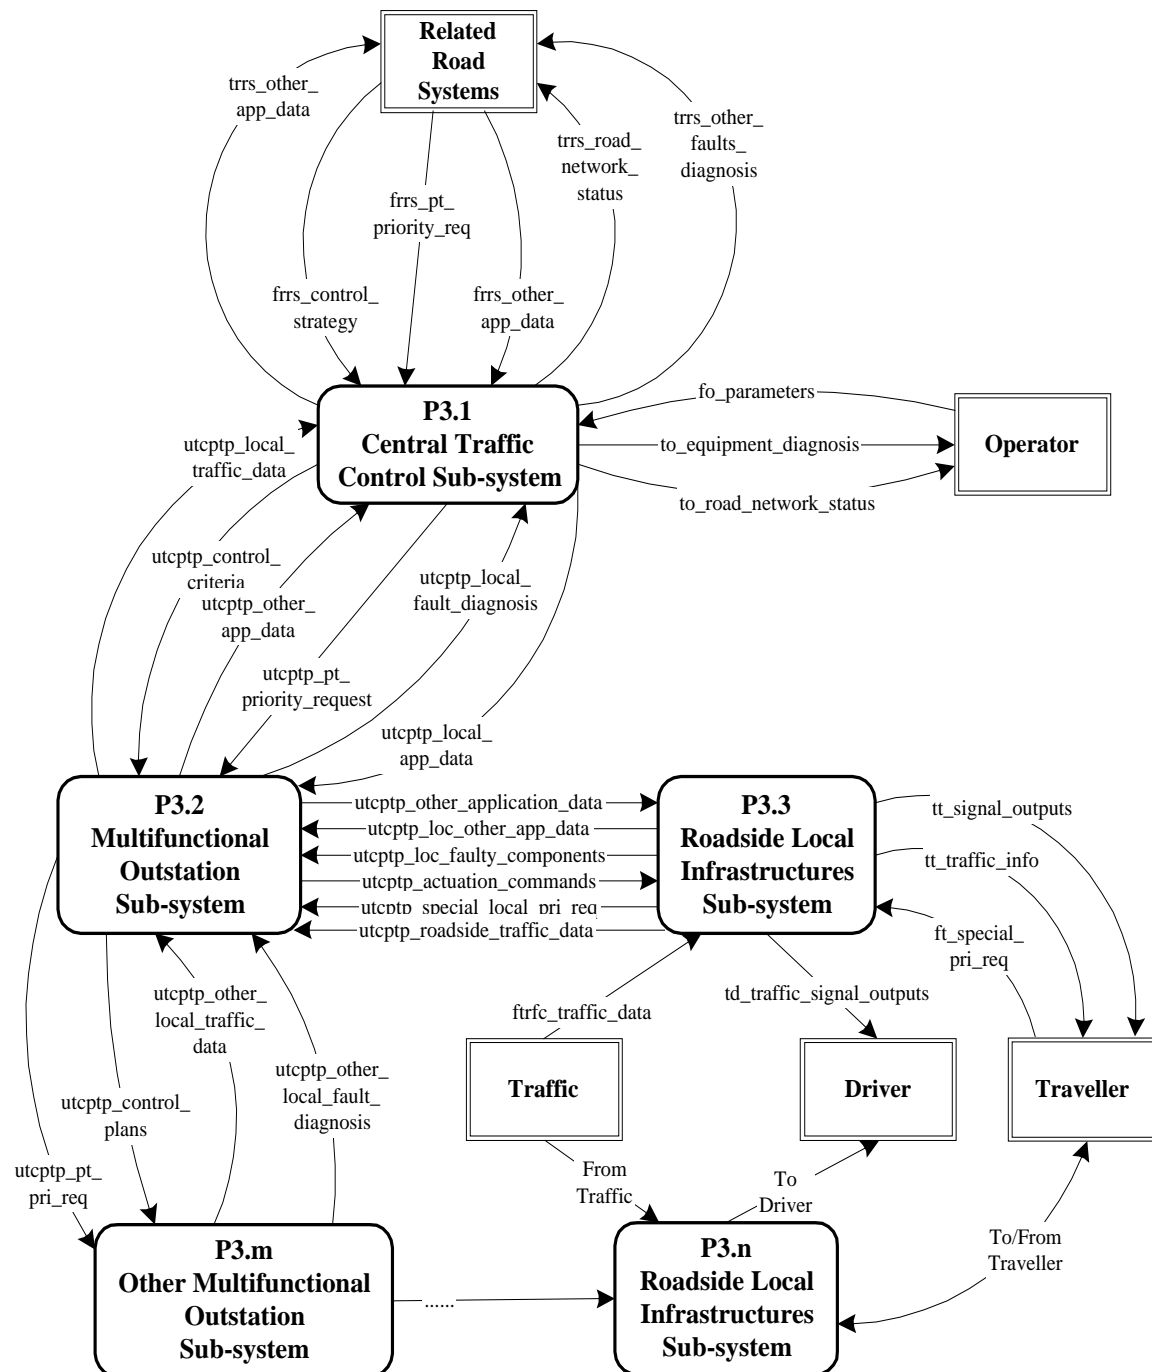 Related
Road
Systems
trrs_other_
app_data
trrs_other_
faults_
diagnosis
trrs_road_
network_
status
frrs_pt_
priority_req
frrs_control_
strategy
frrs_other_
app_data
P3.1
Central Traffic
Control Sub-system
fo_parameters
to_equipment_diagnosis
to_road_network_status
Operator
utcptp_local_
traffic_data
utcptp_control_
criteria
utcptp_other_
app_data
utcptp_local_
fault_diagnosis
utcptp_pt_
priority_request
utcptp_local_
app_data
P3.2
Multifunctional
Outstation
Sub-system
utcptp_other_application_data
utcptp_loc_other_app_data
utcptp_loc_faulty_components
utcptp_actuation_commands
utcptp_special_local_pri_req
utcptp_roadside_traffic_data
P3.3
Roadside Local
Infrastructures
Sub-system
tt_signal_outputs
tt_traffic_info
ft_special_
pri_req
utcptp_other_
local_traffic_
data
ftrfc_traffic_data
td_traffic_signal_outputs
utcptp_other_
local_fault_
diagnosis
utcptp_control_
plans
utcptp_pt_
pri_req
Traffic
Driver
Traveller
From
Traffic
To
Driver
To/From
Traveller
P3.m
Other Multifunctional
Outstation
Sub-system
......
P3.n
Roadside Local
Infrastructures
Sub-system